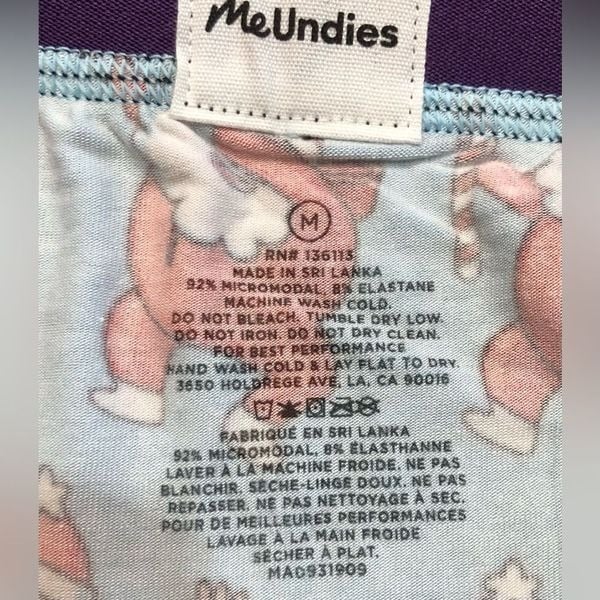 MeUndies
M
RN# 136113
MADE IN SRI LANKA
92% MICROMODAL, 8% ELASTANE
MACHINE WASH COLD.
DO NOT BLEACH. TUMBLE DRY LOW.
DO NOT IRON. DO NOT DRY CLEAN.
FOR BEST PERFORMANCE
HAND WASH COLD & LAY FLAT TO DRY.
3650 HOLDREGE AVE, LA, CA 90016
FABRIQUÉ EN SRI LANKA
92% MICROMODAL, 8% ÉLASTHANNE
LAVER À LA MACHINE FROIDE. NE PAS
BLANCHIR. SÈCHE-LINGE DOUX. NE PAS
REPASSER. NE PAS NETTOYAGE À SEC.
POUR DE MEILLEURES PERFORMANCES
LAVAGE À LA MAIN FROIDE
SÉCHER À PLAT.
MAD931909